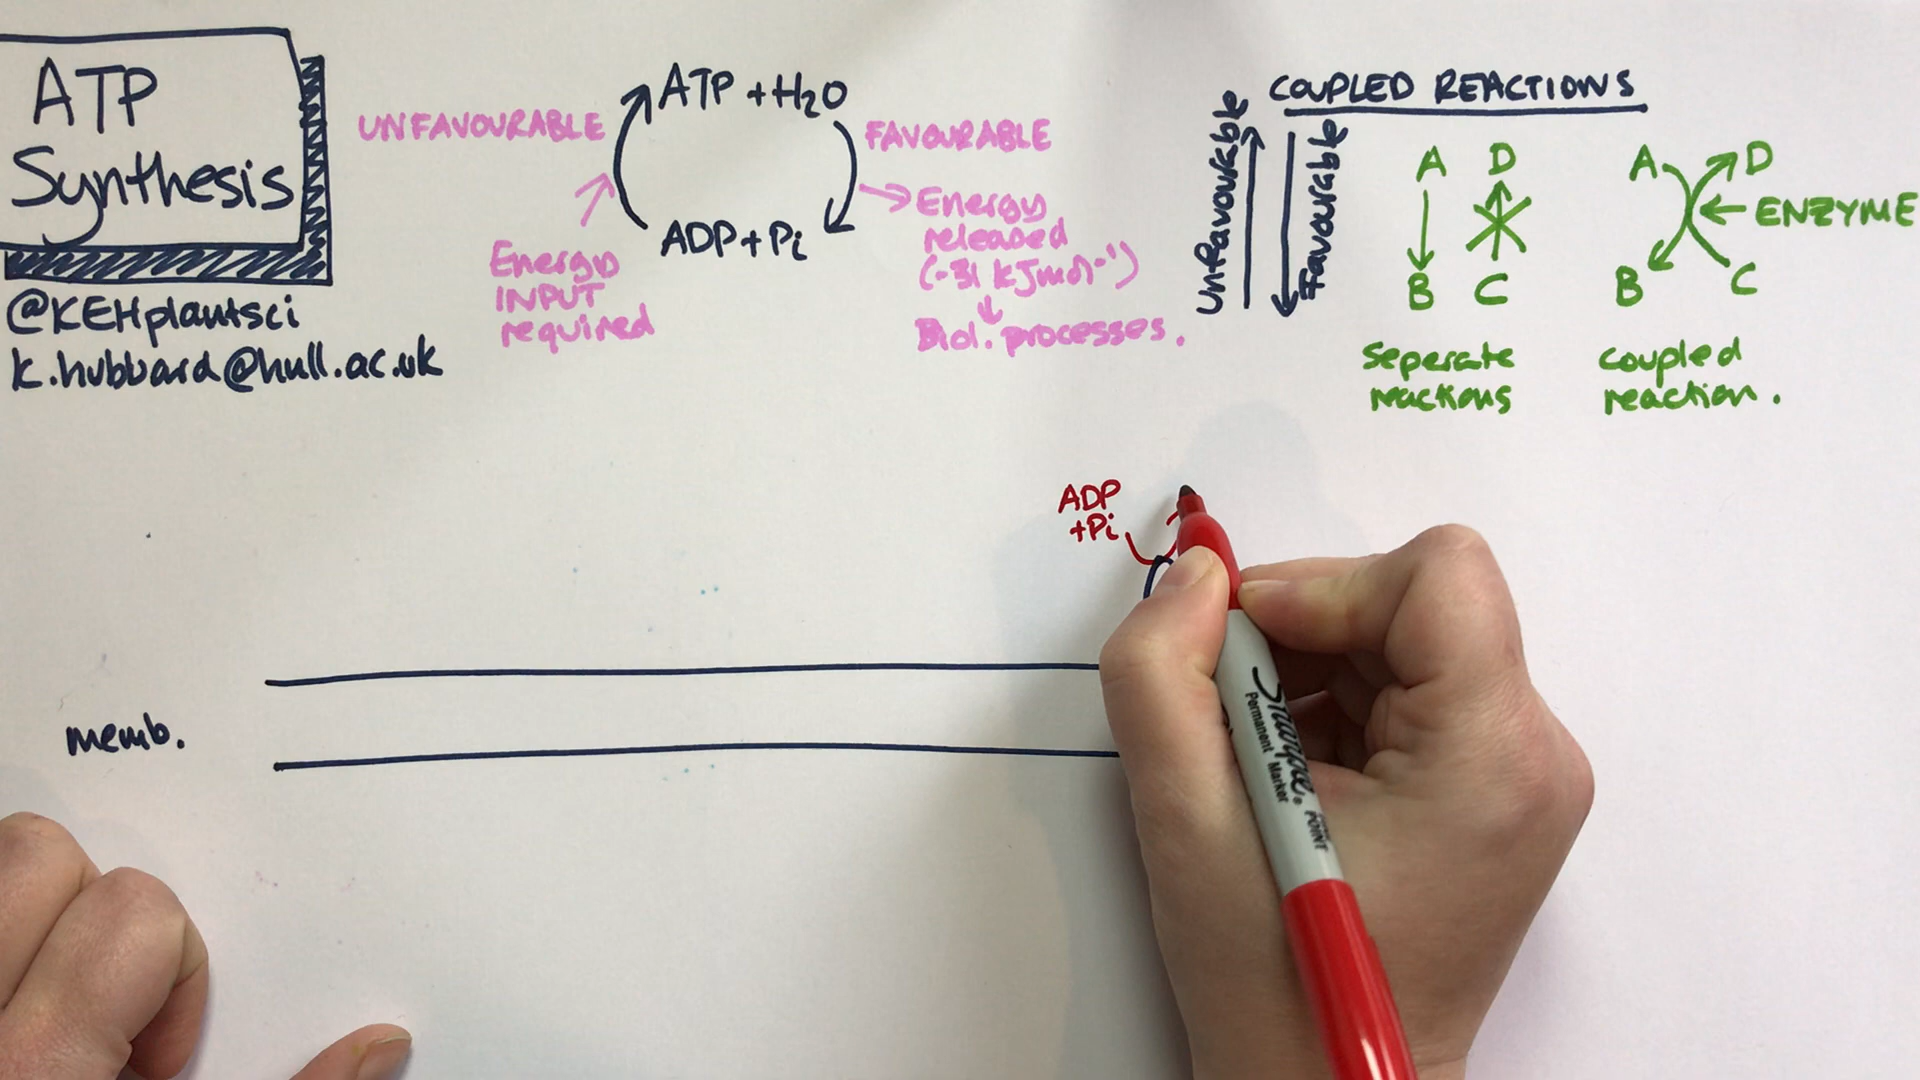 ATP
Synthesis
@KEHplantsci
k.hubbard@hull.ac.uk
UNFAVOURABLE
ATP + H2O
ADP + Pi
Energy
INPUT
required
FAVOURABLE
Energy
released
(-31 kJmol-1)
Biol. processes.
COUPLED REACTIONS
Unfavourable
Favourable
A D
B C
Seperate
reactions
A D
ENZYME
B C
coupled
reaction.
ADP
+Pi
memb.
Sharpie®
Permanent Marker
POINT